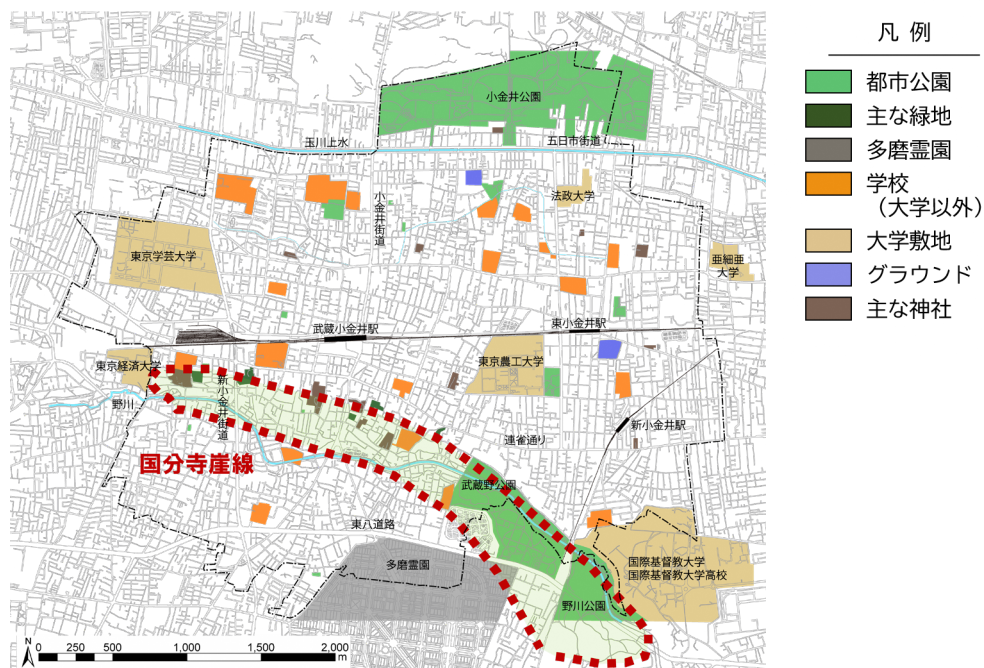 小金井公園
玉川上水
五日市街道
小金井街道
法政大学
東京学芸大学
亜細亜
大学
武蔵小金井駅
東小金井駅
東京経済大学
東京農工大学
野川
新小金井街道
新小金井駅
連雀通り
国分寺崖線
武蔵野公園
東八道路
多磨霊園
国際基督教大学
国際基督教大学高校
野川公園
N
0 250 500 1,000 1,500 2,000
m
凡 例
都市公園
主な緑地
多磨霊園
学校
（大学以外）
大学敷地
グラウンド
主な神社